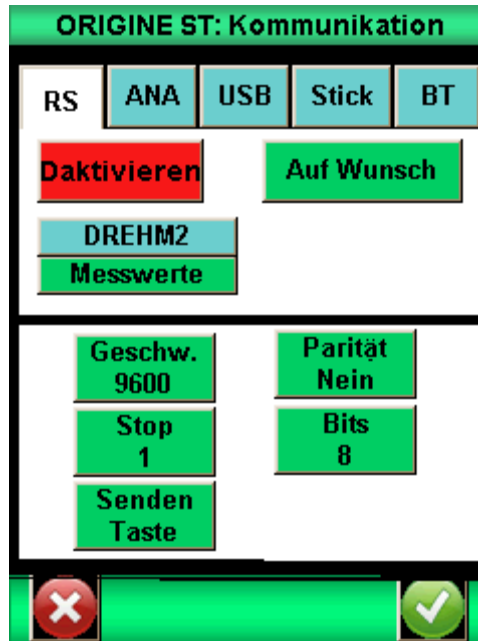 ORIGINE ST: Kommunikation
RS ANA USB Stick BT
Daktivieren Auf Wunsch
DREHM2
Messwerte
Geschw. Parität
9600 Nein
Stop Bits
1 8
Senden
Taste